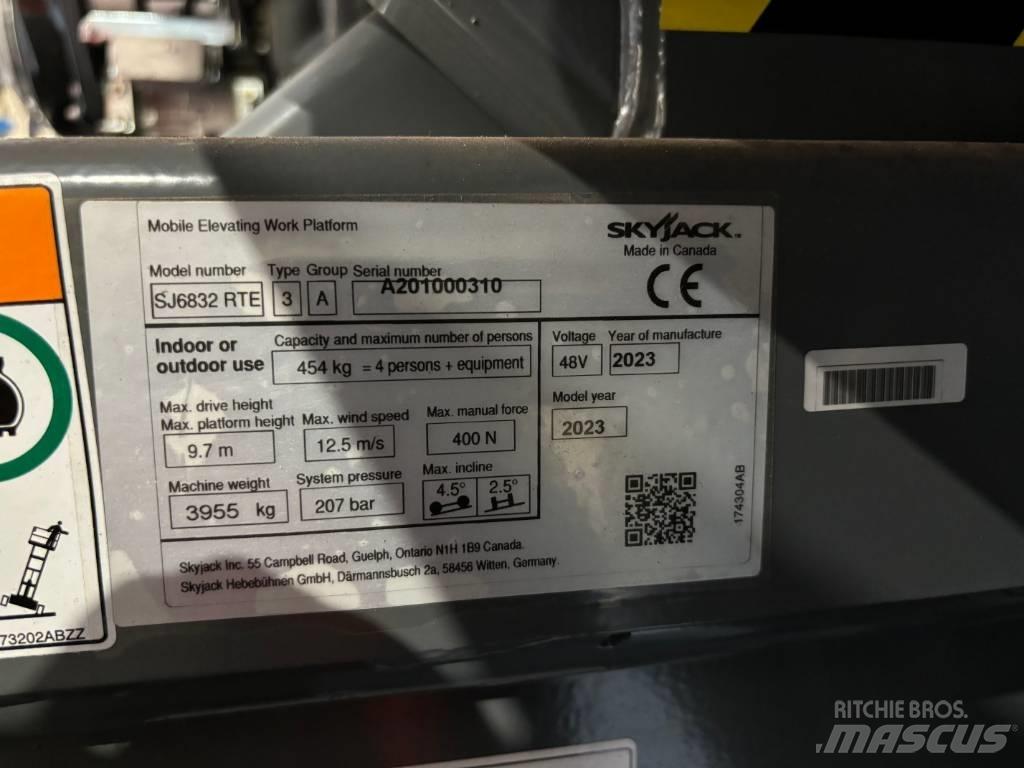 Mobile Elevating Work Platform
SKYJACK
Made in Canada
Model number Type Group Serial number
SJ6832 RTE 3 A A201000310
CE
Indoor or
outdoor use
Capacity and maximum number of persons
454 kg = 4 persons + equipment
Voltage Year of manufacture
48V 2023
Max. drive height
Max. platform height Max. wind speed Max. manual force
9.7 m 12.5 m/s 400 N
Model year
2023
Machine weight System pressure Max. incline
3955 kg 207 bar 4.5° 2.5°
174304AB
Skyjack Inc. 55 Campbell Road, Guelph, Ontario N1H 1B9 Canada.
Skyjack Hebebühnen GmbH, Därmannsbusch 2a, 58456 Witten, Germany.
73202ABZZ
RITCHIE BROS.
MASCUS